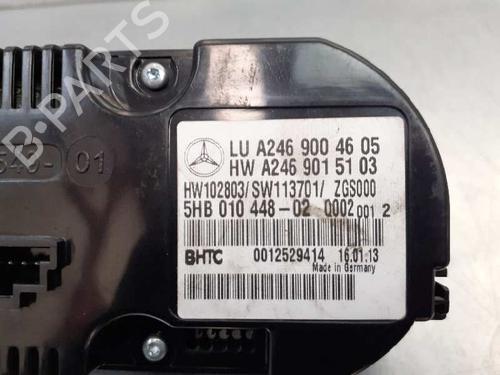 B-PARTS
540- 01
LU A246 900 46 05
HW A246 901 51 03
HW102803/ SW113701/ ZGS000
5HB 010 448-02 0002 001 2
BHTC 0012529414 16.01.13
Made in Germany